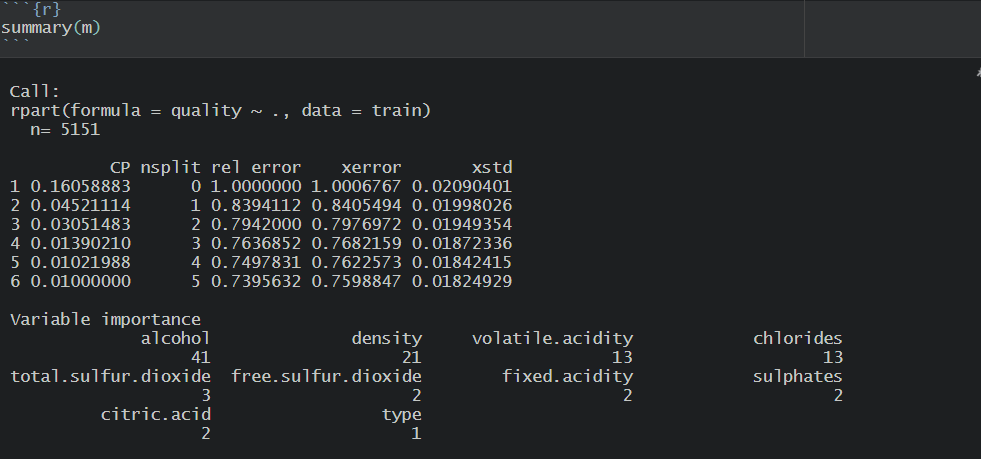 ```{r}
summary(m)
```
Call:
rpart(formula = quality ~ ., data = train)
  n= 5151
          CP nsplit rel error    xerror       xstd
1 0.16058883      0 1.0000000 1.0006767 0.02090401
2 0.04521114      1 0.8394112 0.8405494 0.01998026
3 0.03051483      2 0.7942000 0.7976972 0.01949354
4 0.01390210      3 0.7636852 0.7682159 0.01872336
5 0.01021988      4 0.7497831 0.7622573 0.01842415
6 0.01000000      5 0.7395632 0.7598847 0.01824929
Variable importance
             alcohol              density     volatile.acidity            chlorides
                  41                   21                   13                   13
total.sulfur.dioxide  free.sulfur.dioxide        fixed.acidity            sulphates
                   3                    2                    2                    2
         citric.acid                 type
                   2                    1